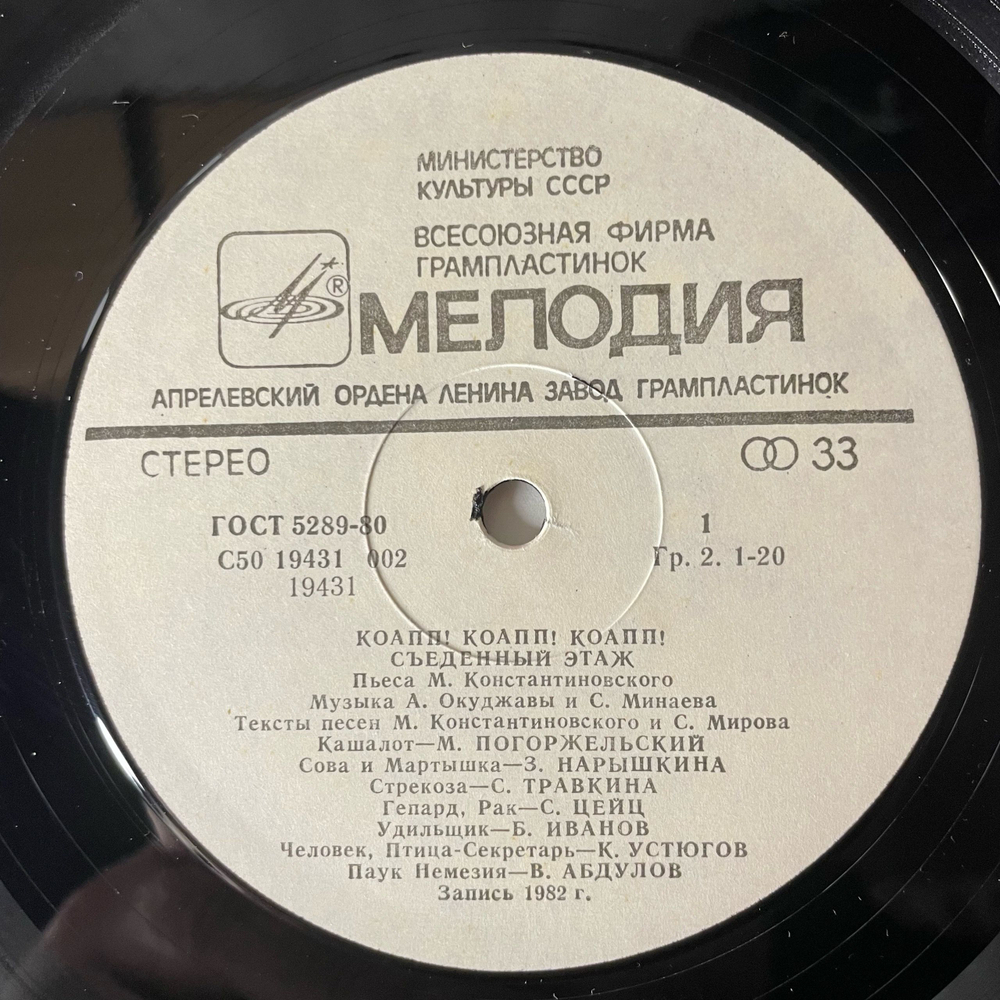 МИНИСТЕРСТВО
КУЛЬТУРЫ СССР
ВСЕСОЮЗНАЯ ФИРМА
ГРАМПЛАСТИНОК
®
МЕЛОДИЯ
АПРЕЛЕВСКИЙ ОРДЕНА ЛЕНИНА ЗАВОД ГРАМПЛАСТИНОК
СТЕРЕО 33
ГОСТ 5289-80 1
С50 19431 002 Гр. 2. 1-20
19431
КОАПП! КОАПП! КОАПП!
СЪЕДЕННЫЙ ЭТАЖ
Пьеса М. Константиновского
Музыка А. Окуджавы и С. Минаева
Тексты песен М. Константиновского и С. Мирова
Кашалот—М. ПОГОРЖЕЛЬСКИЙ
Сова и Мартышка—З. НАРЫШКИНА
Стрекоза—С. ТРАВКИНА
Гепард, Рак—С. ЦЕЙЦ
Удильщик—Б. ИВАНОВ
Человек, Птица-Секретарь—К. УСТЮГОВ
Паук Немезия—В. АБДУЛОВ
Запись 1982 г.